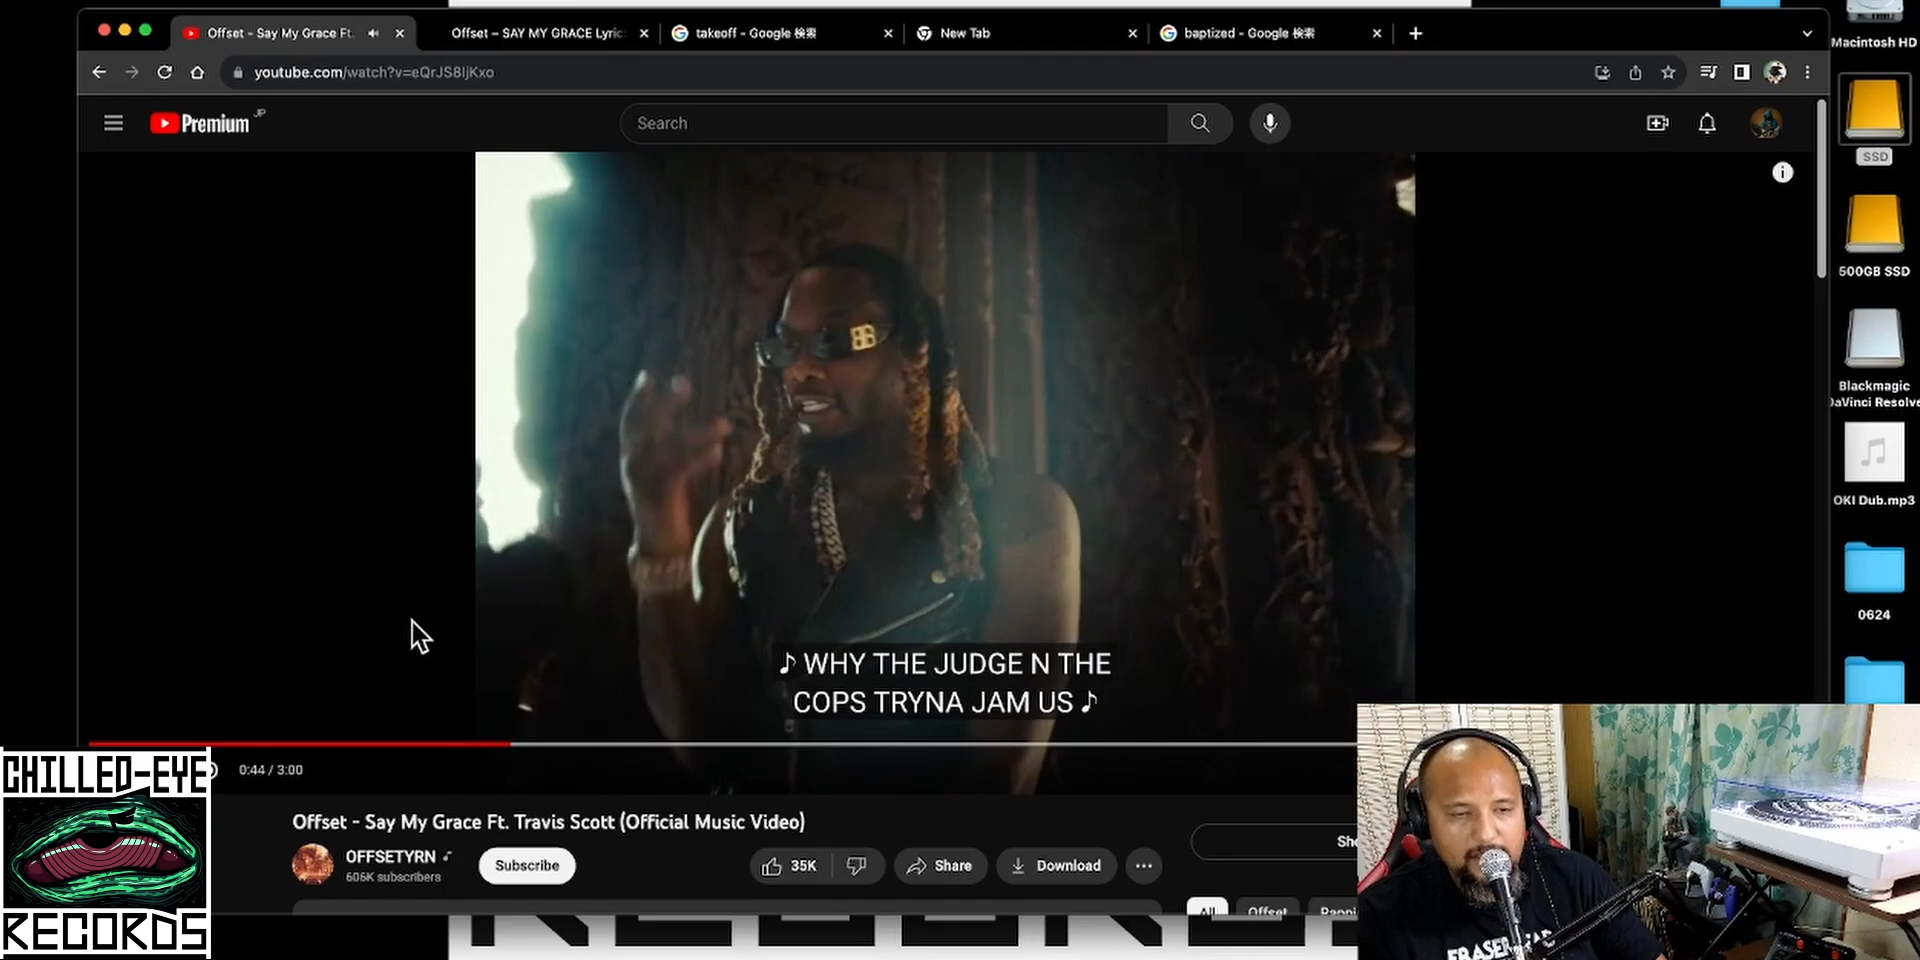 Offset - Say My Grace Ft.
Offset – SAY MY GRACE Lyric
takeoff - Google 検索
New Tab
baptized - Google 検索
Macintosh HD
youtube.com/watch?v=eQrJS8ljKxo
Premium JP
Search
SSD
500GB SSD
Blackmagic
DaVinci Resolve
OKI Dub.mp3
0624
♪ WHY THE JUDGE N THE
COPS TRYNA JAM US ♪
0:44 / 3:00
CHILLED-EYE
RECORDS
Offset - Say My Grace Ft. Travis Scott (Official Music Video)
OFFSETYRN ♪
606K subscribers
Subscribe
35K
Share
Download
All
Offset